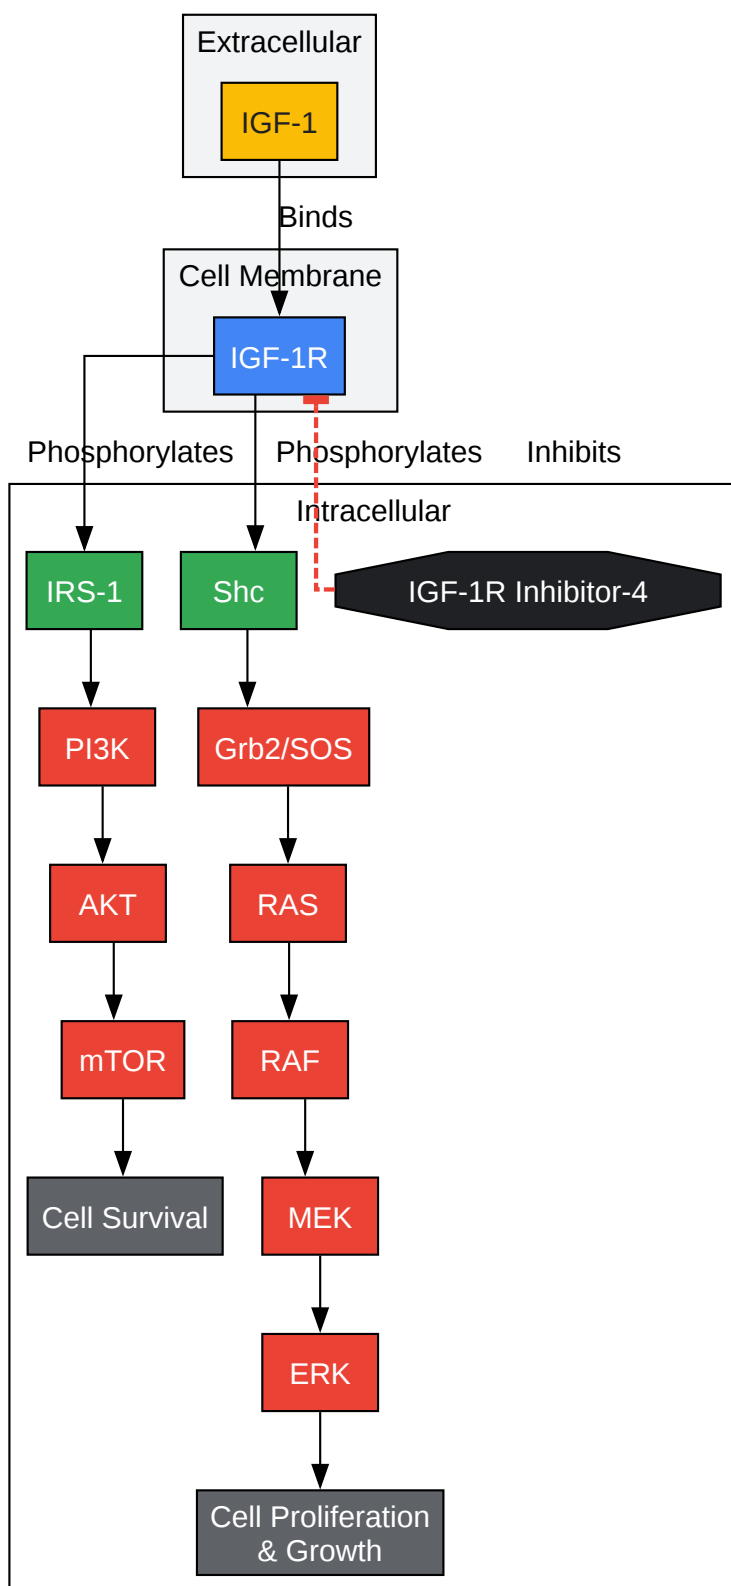 Extracellular
IGF-1
Binds
Cell Membrane
IGF-1R
Phosphorylates
Phosphorylates
Inhibits
Intracellular
IRS-1
Shc
IGF-1R Inhibitor-4
PI3K
Grb2/SOS
AKT
RAS
mTOR
RAF
Cell Survival
MEK
ERK
Cell Proliferation
& Growth